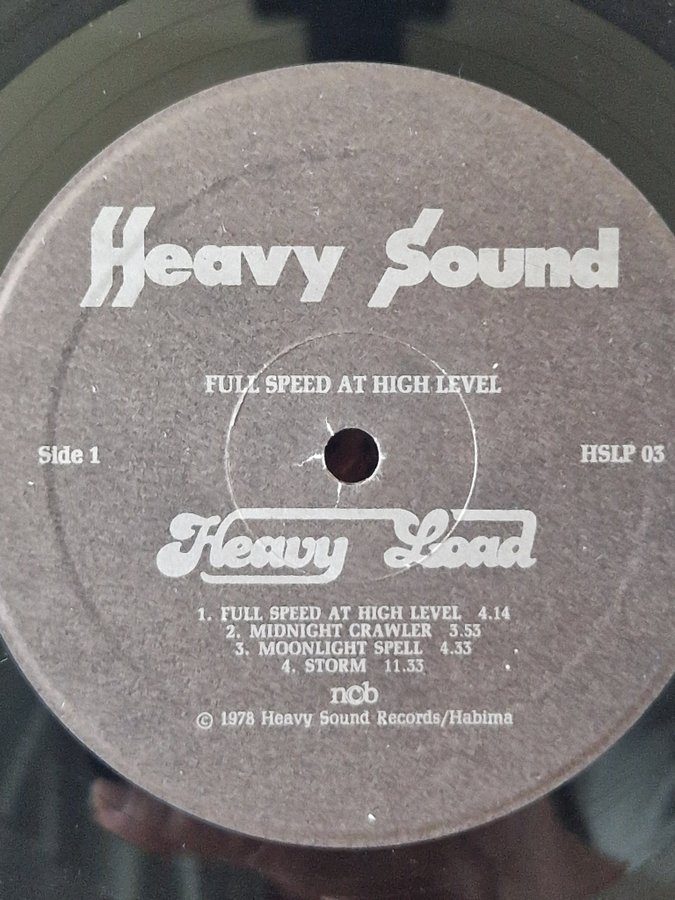 Heavy Sound
FULL SPEED AT HIGH LEVEL
Side 1
HSLP 03
Heavy Load
1. FULL SPEED AT HIGH LEVEL 4.14
2. MIDNIGHT CRAWLER 3.53
3. MOONLIGHT SPELL 4.33
4. STORM 11.33
ncb
© 1978 Heavy Sound Records/Habima